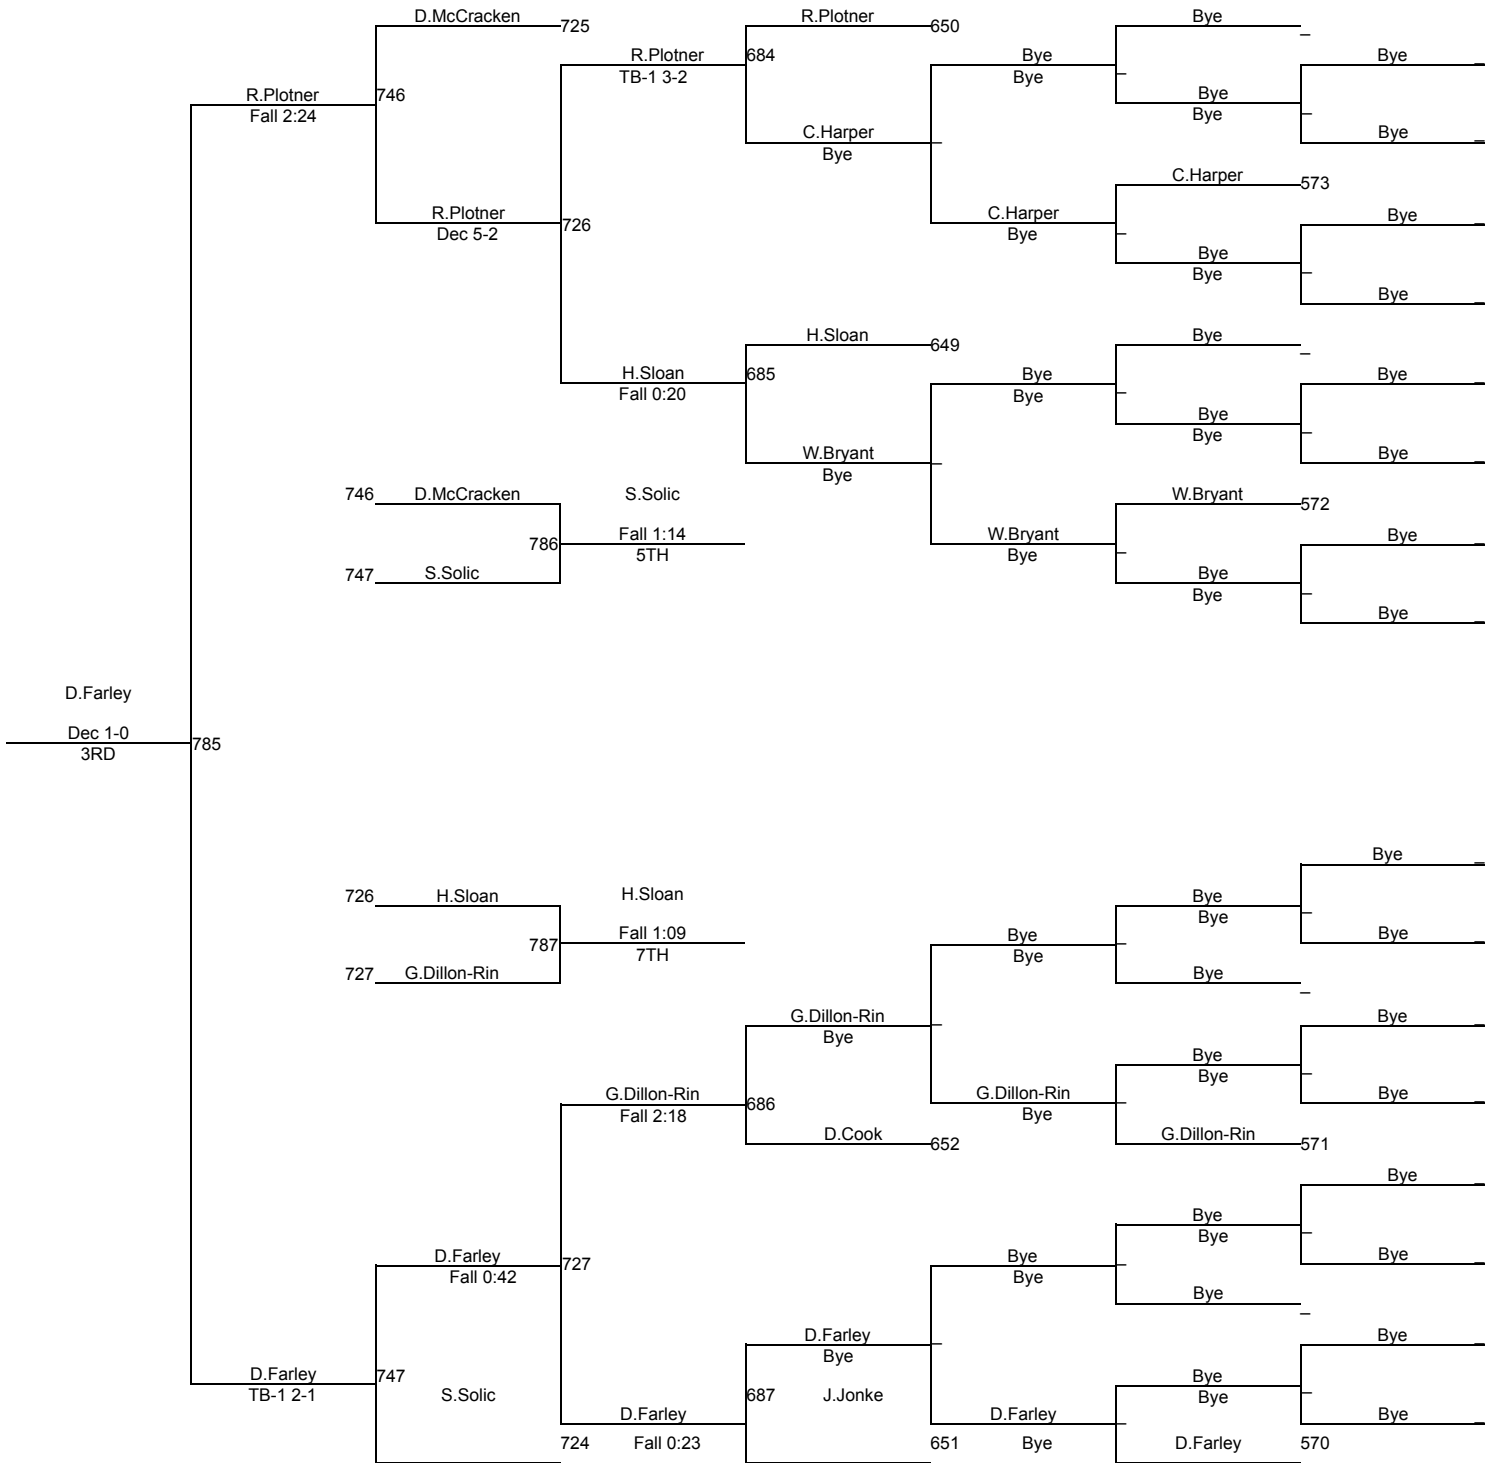 D.McCracken
725
R.Plotner
650
Bye
_
R.Plotner
TB-1 3-2
684
Bye
Bye
_
Bye
_
R.Plotner
Fall 2:24
746
Bye
Bye
_
C.Harper
Bye
_
Bye
_
C.Harper
573
R.Plotner
Dec 5-2
726
C.Harper
Bye
_
Bye
_
Bye
Bye
_
Bye
_
H.Sloan
649
Bye
_
H.Sloan
Fall 0:20
685
Bye
Bye
_
Bye
_
Bye
Bye
_
W.Bryant
Bye
_
Bye
_
746
D.McCracken
S.Solic
W.Bryant
572
786
Fall 1:14
5TH
W.Bryant
Bye
_
Bye
_
747
S.Solic
Bye
Bye
_
Bye
_
D.Farley
Dec 1-0
3RD
785
Bye
_
726
H.Sloan
H.Sloan
Bye
Bye
_
787
Fall 1:09
7TH
Bye
Bye
_
Bye
_
727
G.Dillon-Rin
Bye
_
G.Dillon-Rin
Bye
_
Bye
_
Bye
Bye
_
G.Dillon-Rin
Fall 2:18
686
G.Dillon-Rin
Bye
_
Bye
_
D.Cook
652
G.Dillon-Rin
571
Bye
_
Bye
Bye
_
D.Farley
Fall 0:42
727
Bye
Bye
_
Bye
_
Bye
_
D.Farley
Bye
_
Bye
_
D.Farley
TB-1 2-1
747
S.Solic
687
J.Jonke
Bye
Bye
_
D.Farley
D.Farley
_
Bye
_
724
Fall 0:23
651
Bye
D.Farley
570